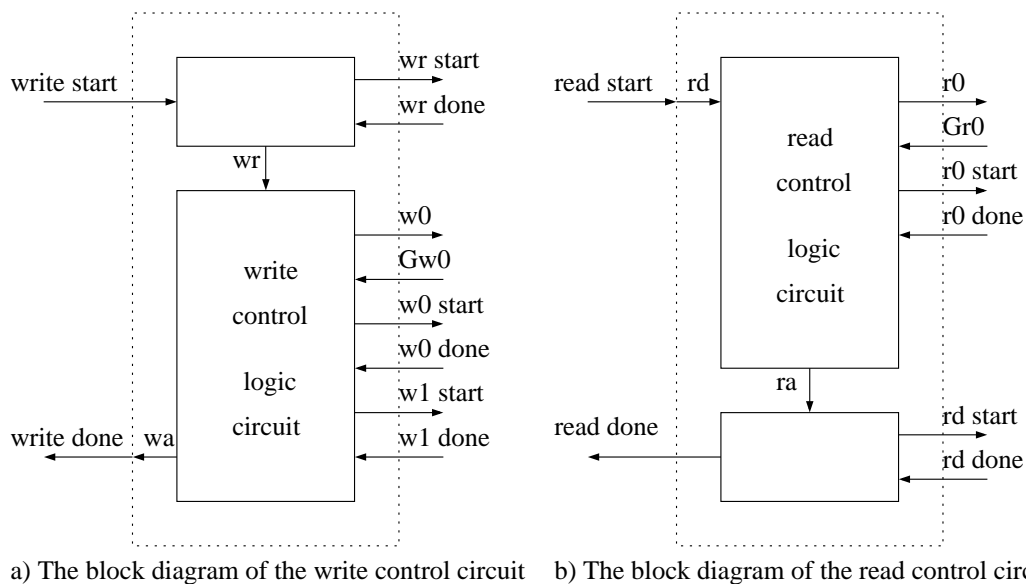 write start
wr start
wr done
wr
w0
Gw0
write
control
logic
circuit
w0 start
w0 done
w1 start
w1 done
write done
wa
a) The block diagram of the write control circuit
read start
rd
r0
Gr0
read
control
logic
circuit
r0 start
r0 done
ra
read done
rd start
rd done
b) The block diagram of the read control